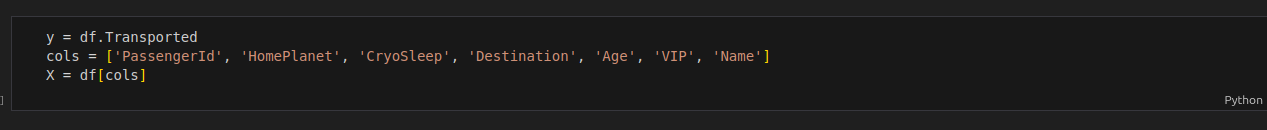 y = df.Transported
cols = ['PassengerId', 'HomePlanet', 'CryoSleep', 'Destination', 'Age', 'VIP', 'Name']
X = df[cols]
]
Python